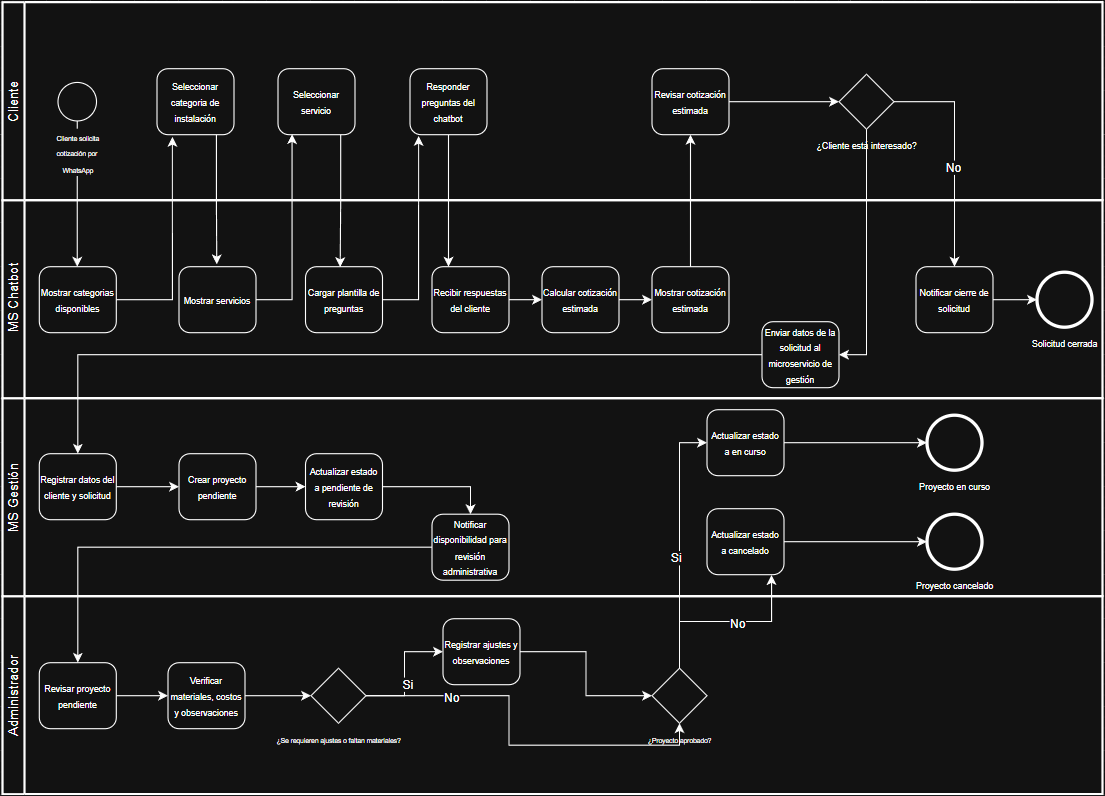 Cliente
Cliente solicita
cotización por
WhatsApp
Seleccionar
categoria de
instalación
Seleccionar
servicio
Responder
preguntas del
chatbot
Revisar cotización
estimada
¿Cliente está interesado?
No
MS Chatbot
Mostrar categorias
disponibles
Mostrar servicios
Cargar plantilla de
preguntas
Recibir respuestas
del cliente
Calcular cotización
estimada
Mostrar cotización
estimada
Enviar datos de la
solicitud al
microservicio de
gestión
Notificar cierre de
solicitud
Solicitud cerrada
MS Gestión
Registrar datos del
cliente y solicitud
Crear proyecto
pendiente
Actualizar estado
a pendiente de
revisión
Notificar
disponibilidad para
revisión
administrativa
Actualizar estado
a en curso
Proyecto en curso
Actualizar estado
a cancelado
Proyecto cancelado
Si
No
Administrador
Revisar proyecto
pendiente
Verificar
materiales, costos
y observaciones
¿Se requieren ajustes o faltan materiales?
Si
No
Registrar ajustes y
observaciones
¿Proyecto aprobado?